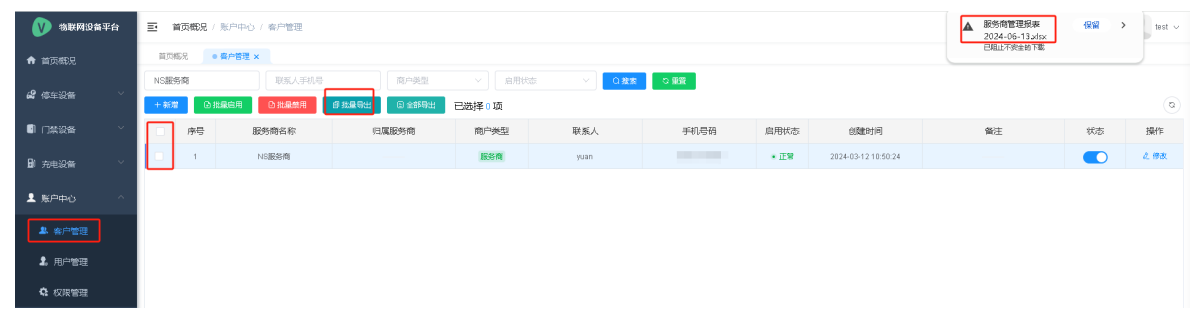 物联网设备平台
首页概况 / 账户中心 / 客户管理
服务商管理报表
2024-06-13.xlsx
已阻止不安全的下载
保留
test
首页概况
停车设备
门禁设备
充电设备
账户中心
客户管理
用户管理
权限管理
首页概况 客户管理 ×
NS服务商 联系人手机号 商户类型 启用状态 搜索 重置
+ 新增 批量启用 批量禁用 批量导出 全部导出 已选择 0 项
序号 服务商名称 归属服务商 商户类型 联系人 手机号码 启用状态 创建时间 备注 状态 操作
1 NS服务商 服务商 yuan 正常 2024-03-12 10:50:24 修改